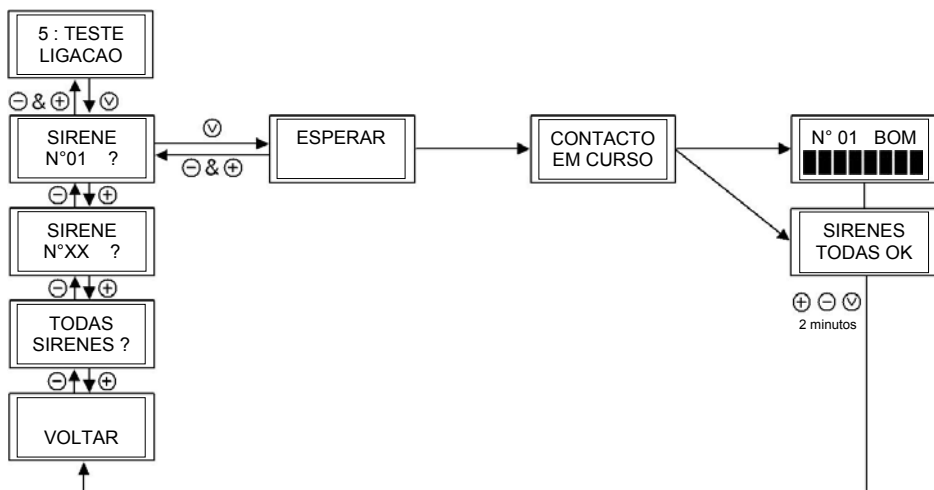 5 : TESTE
LIGACAO
⊖ & ⊕
SIRENE
N°01 ?
⊖ & ⊕
ESPERAR
CONTACTO
EM CURSO
N° 01 BOM
SIRENE
N°XX ?
SIRENES
TODAS OK
2 minutos
TODAS
SIRENES ?
VOLTAR